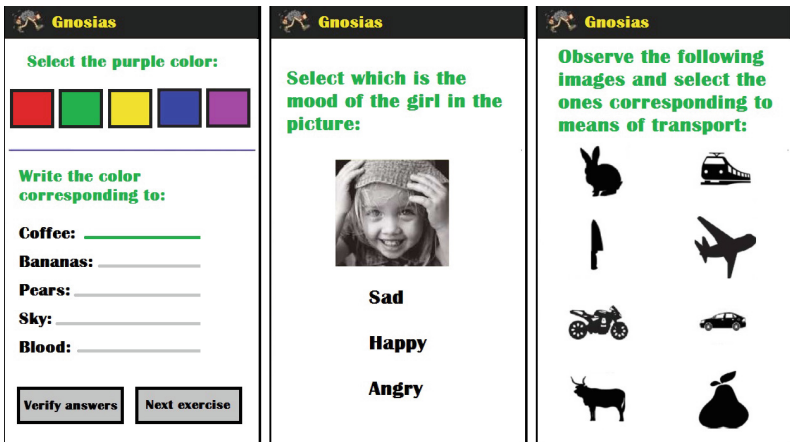 Gnosias
Select the purple color:
Write the color
corresponding to:
Coffee:
Bananas:
Pears:
Sky:
Blood:
Verify answers
Next exercise
Gnosias
Select which is the
mood of the girl in the
picture:
Sad
Happy
Angry
Gnosias
Observe the following
images and select the
ones corresponding to
means of transport: